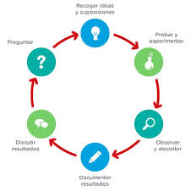 Recoger ideas
y suposiciones
Probar y
experimentar
Observar
y describir
Documentar
resultados
Discutir
resultados
Preguntar
?